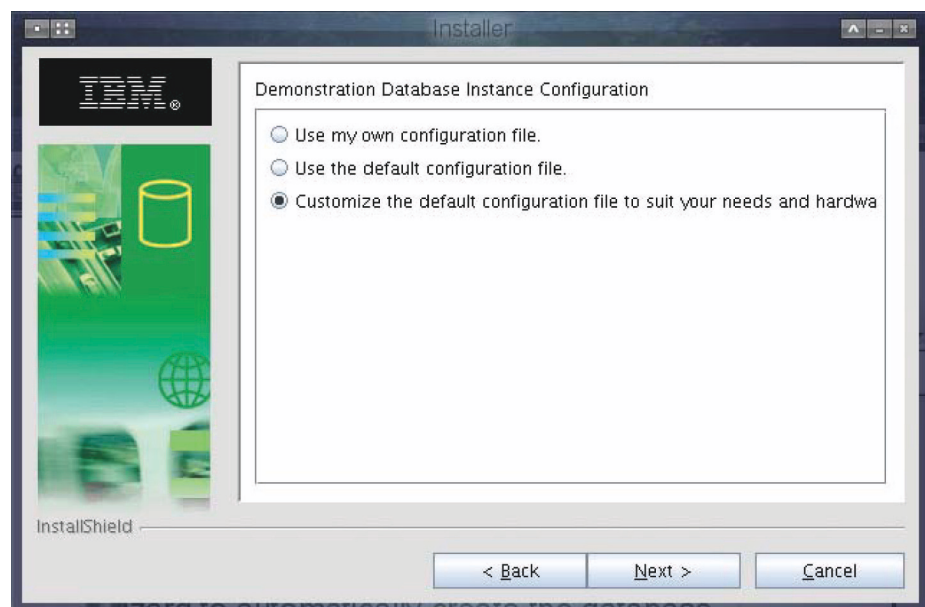 Installer
IBM®
Demonstration Database Instance Configuration
Use my own configuration file.
Use the default configuration file.
Customize the default configuration file to suit your needs and hardwa
InstallShield
< Back
Next >
Cancel